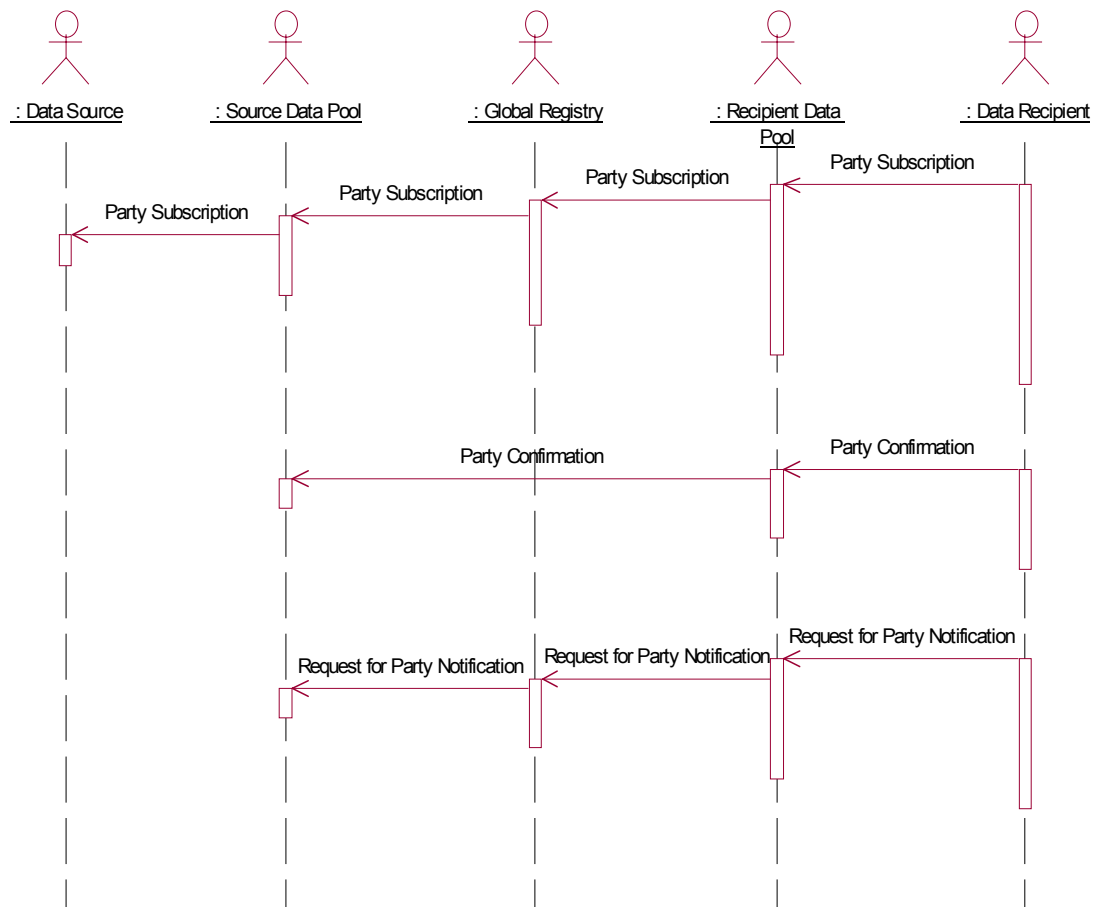 : Data Source
: Source Data Pool
: Global Registry
: Recipient Data
Pool
: Data Recipient
Party Subscription
Party Subscription
Party Subscription
Party Subscription
Party Confirmation
Party Confirmation
Request for Party Notification
Request for Party Notification
Request for Party Notification